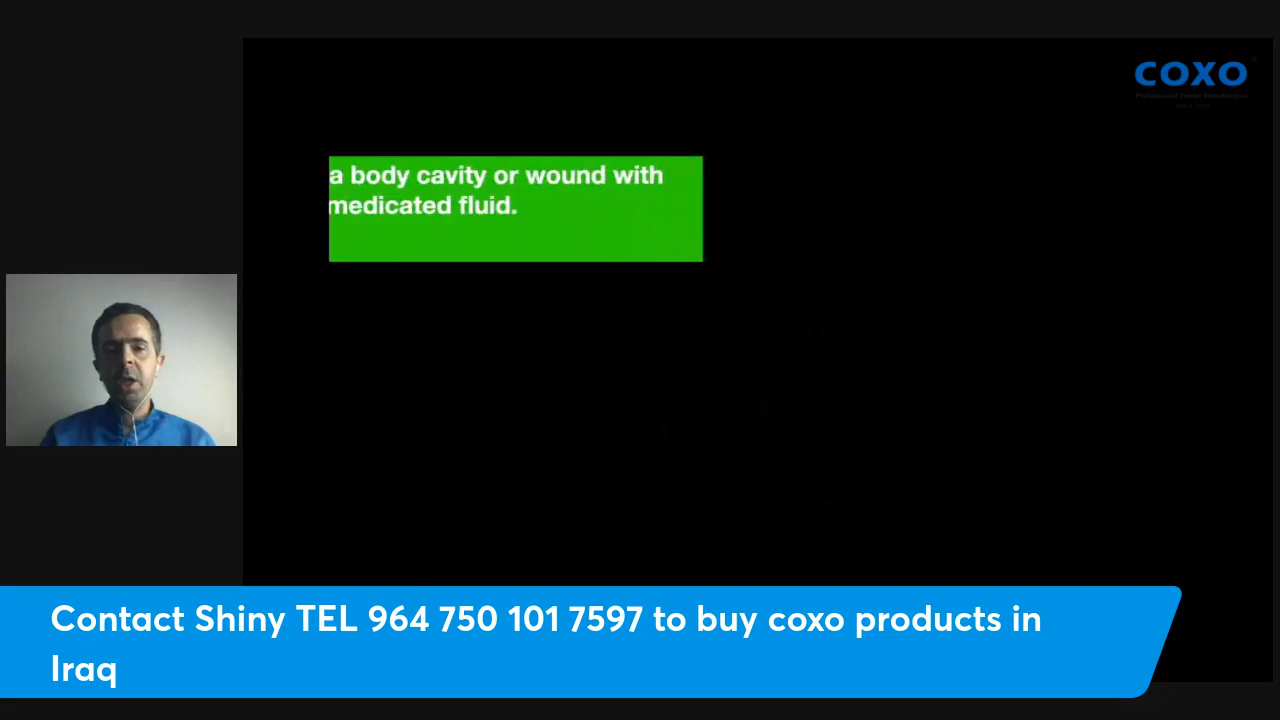 COXO
a body cavity or wound with
medicated fluid.
Contact Shiny TEL 964 750 101 7597 to buy coxo products in
Iraq